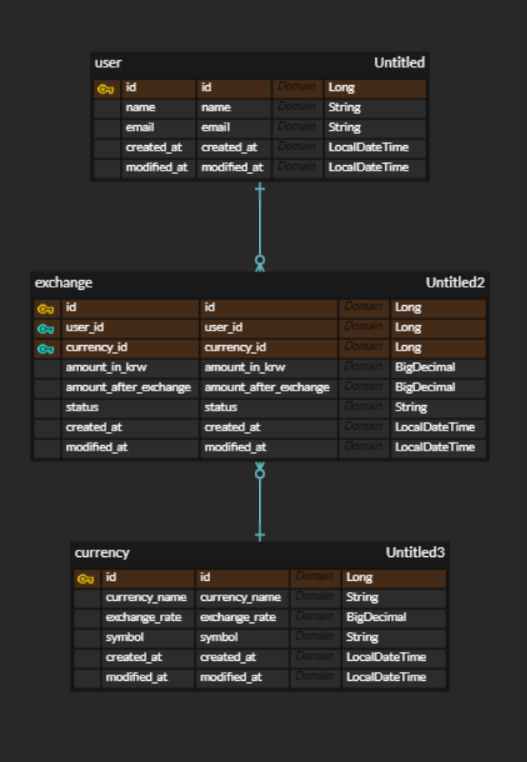 user Untitled
id id Domain Long
name name Domain String
email email Domain String
created_at created_at Domain LocalDateTime
modified_at modified_at Domain LocalDateTime
exchange Untitled2
id id Domain Long
user_id user_id Domain Long
currency_id currency_id Domain Long
amount_in_krw amount_in_krw Domain BigDecimal
amount_after_exchange amount_after_exchange Domain BigDecimal
status status Domain String
created_at created_at Domain LocalDateTime
modified_at modified_at Domain LocalDateTime
currency Untitled3
id id Domain Long
currency_name currency_name Domain String
exchange_rate exchange_rate Domain BigDecimal
symbol symbol Domain String
created_at created_at Domain LocalDateTime
modified_at modified_at Domain LocalDateTime